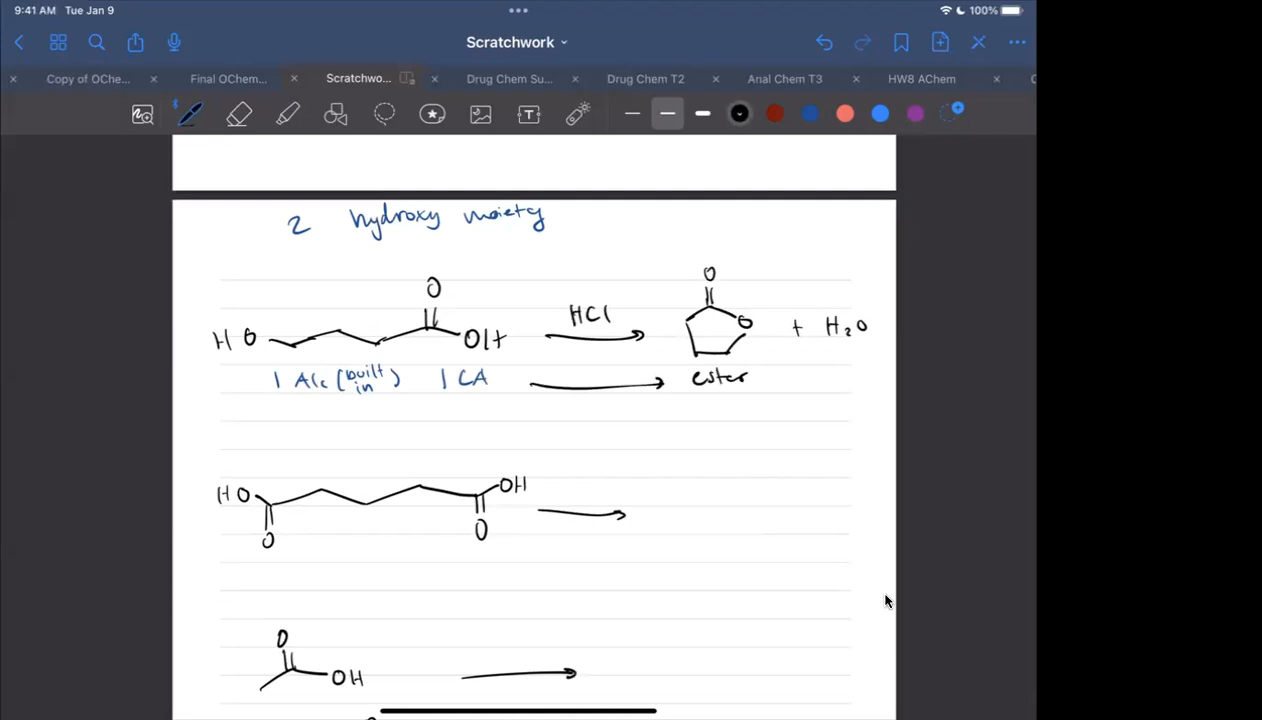 9:41 AM Tue Jan 9
100%
Scratchwork
Copy of OChe...
Final OChem...
Scratchwo...
Drug Chem Su...
Drug Chem T2
Anal Chem T3
HW8 AChem
2 hydroxy moiety
O
HO OH HCl O + H2O
1 Alc (built in) 1 CA ester
HO OH
O O
O
OH